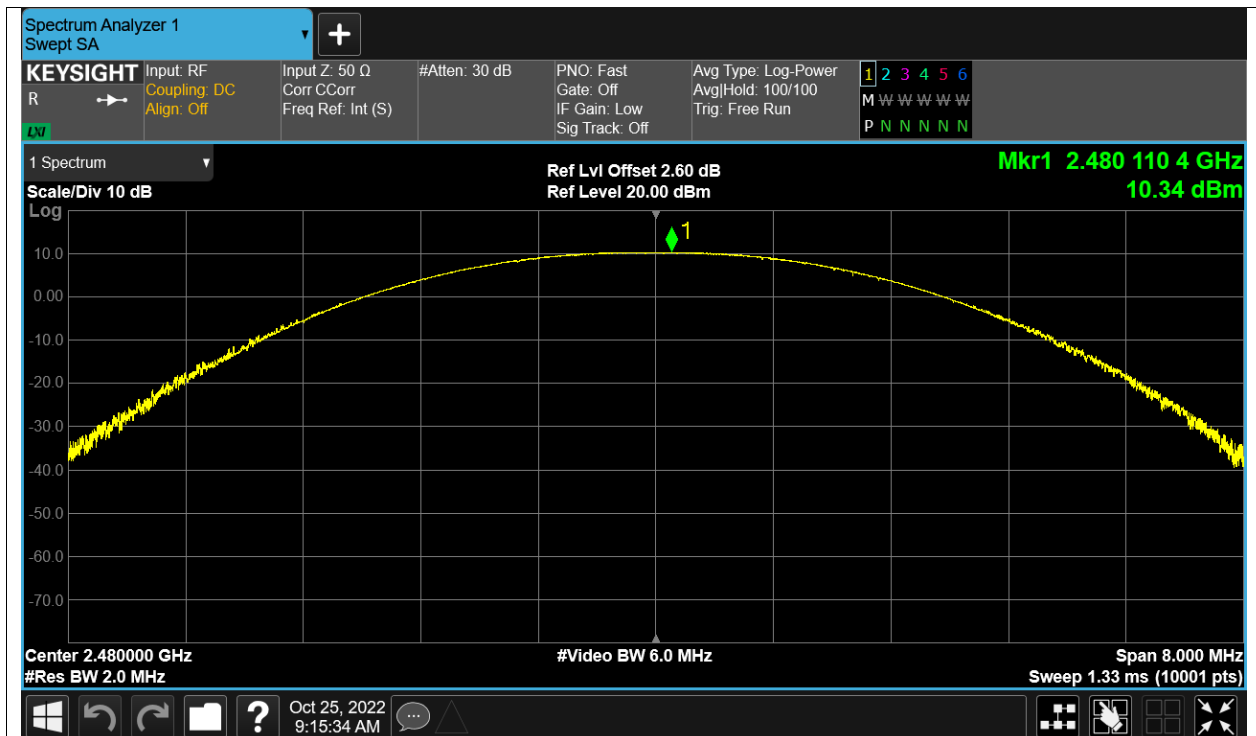 Spectrum Analyzer 1
Swept SA
+
KEYSIGHT
R
LXI
Input: RF
Coupling: DC
Align: Off
Input Z: 50 Ω
Corr CCorr
Freq Ref: Int (S)
#Atten: 30 dB
PNO: Fast
Gate: Off
IF Gain: Low
Sig Track: Off
Avg Type: Log-Power
Avg|Hold: 100/100
Trig: Free Run
1 2 3 4 5 6
M W W W W W
P N N N N N
1 Spectrum
Scale/Div 10 dB
Log
Ref Lvl Offset 2.60 dB
Ref Level 20.00 dBm
Mkr1 2.480 110 4 GHz
10.34 dBm
1
10.0
0.00
-10.0
-20.0
-30.0
-40.0
-50.0
-60.0
-70.0
Center 2.480000 GHz
#Res BW 2.0 MHz
#Video BW 6.0 MHz
Span 8.000 MHz
Sweep 1.33 ms (10001 pts)
?
Oct 25, 2022
9:15:34 AM